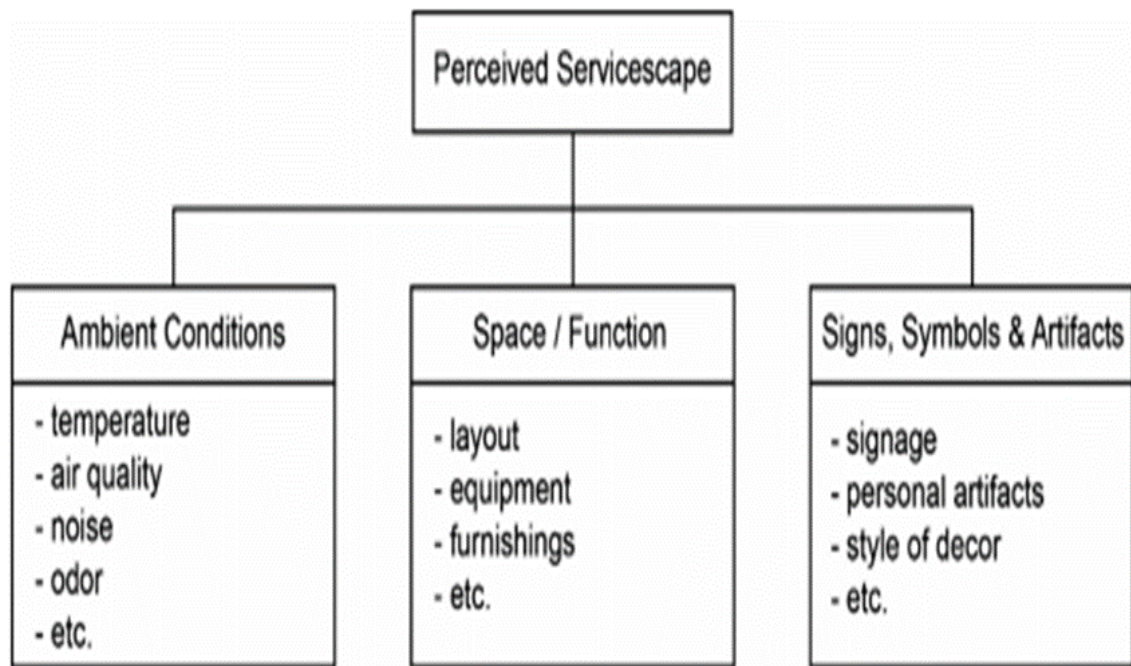 Perceived Servicescape
Ambient Conditions
- temperature
- air quality
- noise
- odor
- etc.
Space / Function
- layout
- equipment
- furnishings
- etc.
Signs, Symbols & Artifacts
- signage
- personal artifacts
- style of decor
- etc.